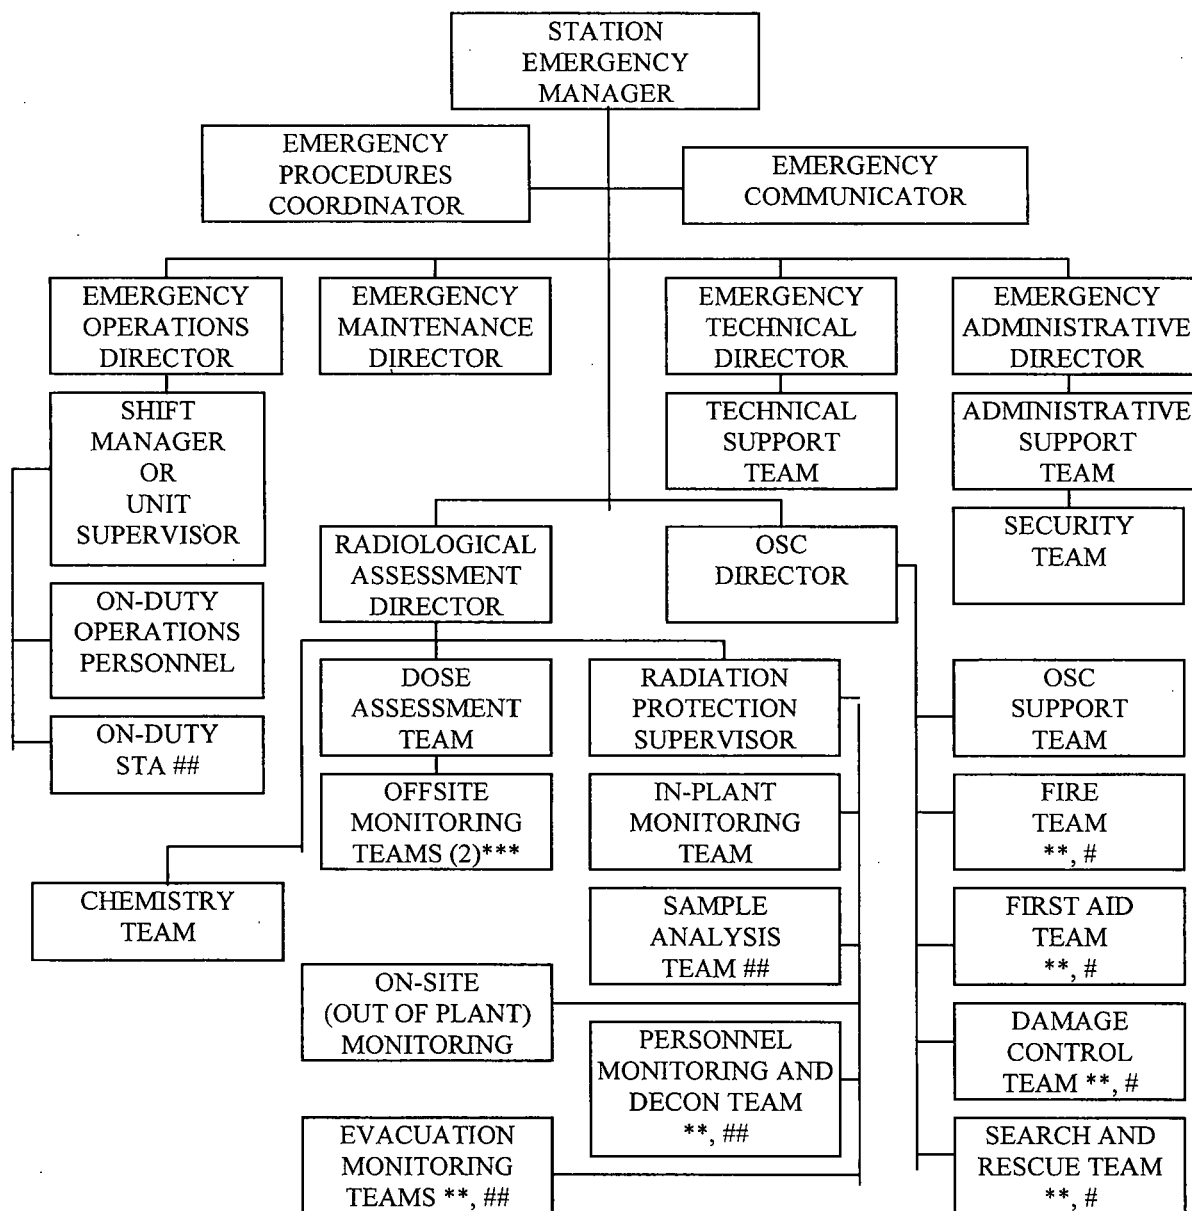 STATION
EMERGENCY
MANAGER
EMERGENCY
PROCEDURES
COORDINATOR
EMERGENCY
COMMUNICATOR
EMERGENCY
OPERATIONS
DIRECTOR
EMERGENCY
MAINTENANCE
DIRECTOR
EMERGENCY
TECHNICAL
DIRECTOR
EMERGENCY
ADMINISTRATIVE
DIRECTOR
SHIFT
MANAGER
OR
UNIT
SUPERVISOR
TECHNICAL
SUPPORT
TEAM
ADMINISTRATIVE
SUPPORT
TEAM
RADIOLOGICAL
ASSESSMENT
DIRECTOR
OSC
DIRECTOR
SECURITY
TEAM
ON-DUTY
OPERATIONS
PERSONNEL
DOSE
ASSESSMENT
TEAM
RADIATION
PROTECTION
SUPERVISOR
OSC
SUPPORT
TEAM
ON-DUTY
STA ##
OFFSITE
MONITORING
TEAMS (2)***
IN-PLANT
MONITORING
TEAM
FIRE
TEAM
**, #
CHEMISTRY
TEAM
SAMPLE
ANALYSIS
TEAM ##
FIRST AID
TEAM
**, #
ON-SITE
(OUT OF PLANT)
MONITORING
PERSONNEL
MONITORING AND
DECON TEAM
**, ##
DAMAGE
CONTROL
TEAM **, #
EVACUATION
MONITORING
TEAMS **, ##
SEARCH AND
RESCUE TEAM
**, #